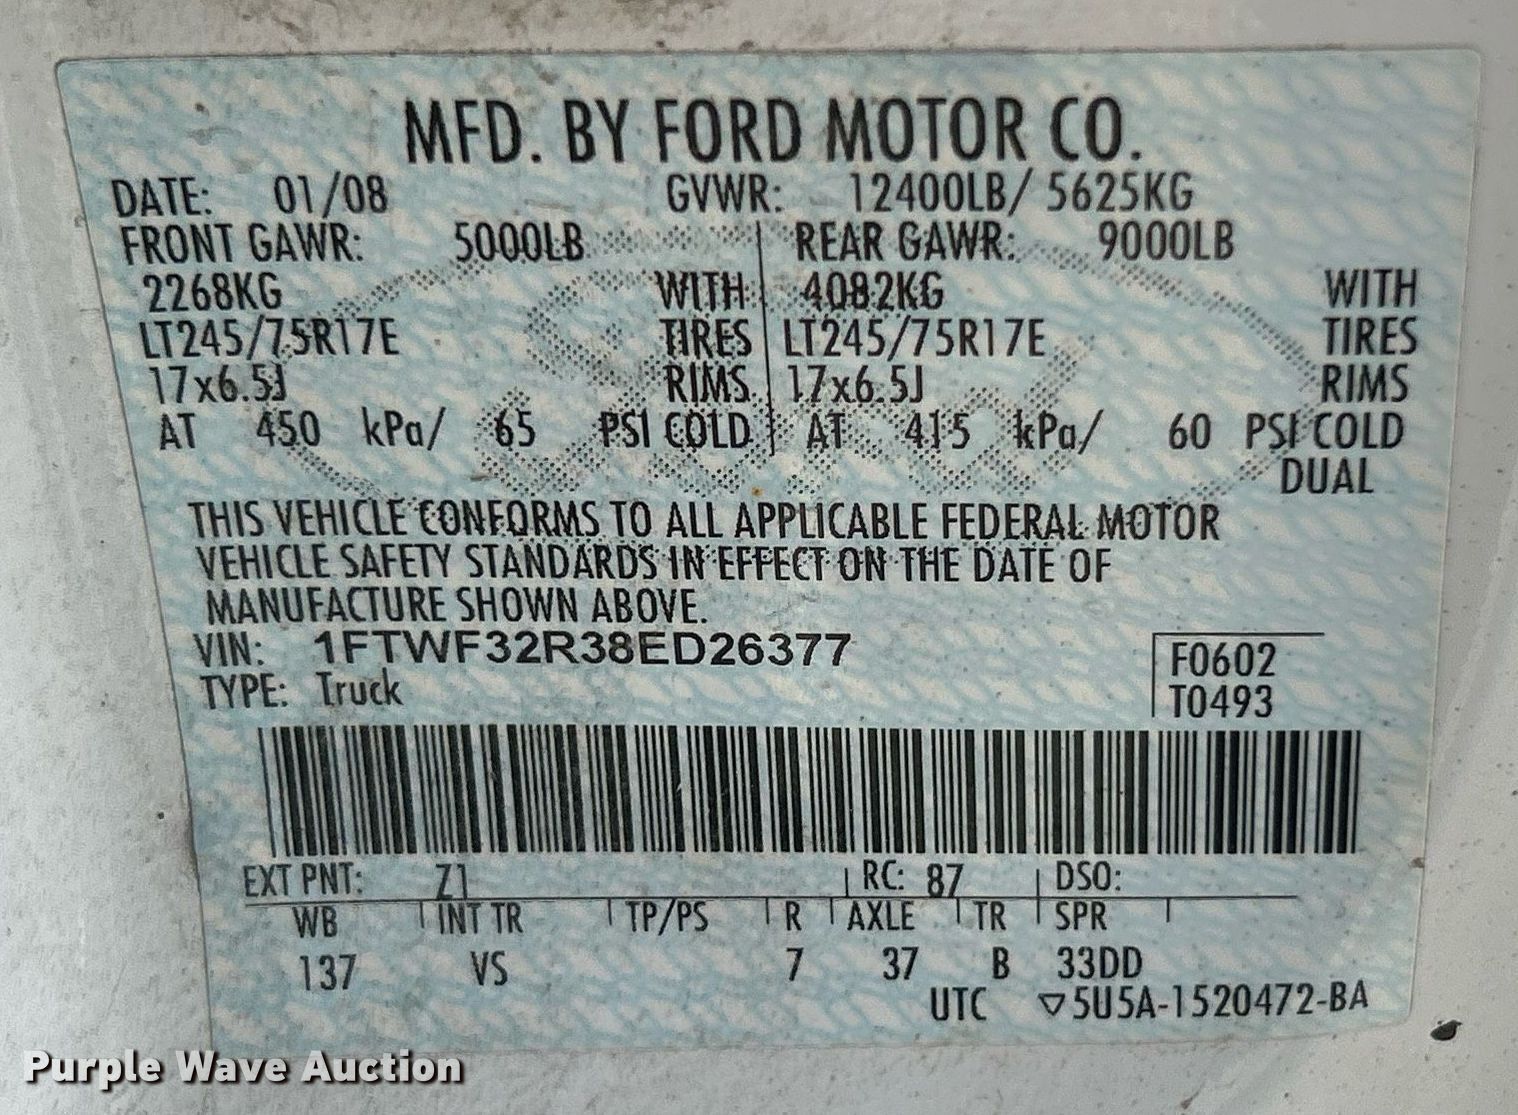 MFD. BY FORD MOTOR CO.
DATE: 01/08 GVWR: 12400LB/ 5625KG
FRONT GAWR: 5000LB REAR GAWR: 9000LB
2268KG WITH 4082KG WITH
LT245/75R17E TIRES LT245/75R17E TIRES
17x6.5J RIMS 17x6.5J RIMS
AT 450 kPa/ 65 PSI COLD AT 415 kPa/ 60 PSI COLD
DUAL
THIS VEHICLE CONFORMS TO ALL APPLICABLE FEDERAL MOTOR
VEHICLE SAFETY STANDARDS IN EFFECT ON THE DATE OF
MANUFACTURE SHOWN ABOVE.
VIN: 1FTWF32R38ED26377
F0602
TYPE: Truck
T0493
EXT PNT: Z1 RC: 87 DSO:
WB INT TR TP/PS R AXLE TR SPR
137 VS 7 37 B 33DD
UTC ▽5U5A-1520472-BA
Purple Wave Auction